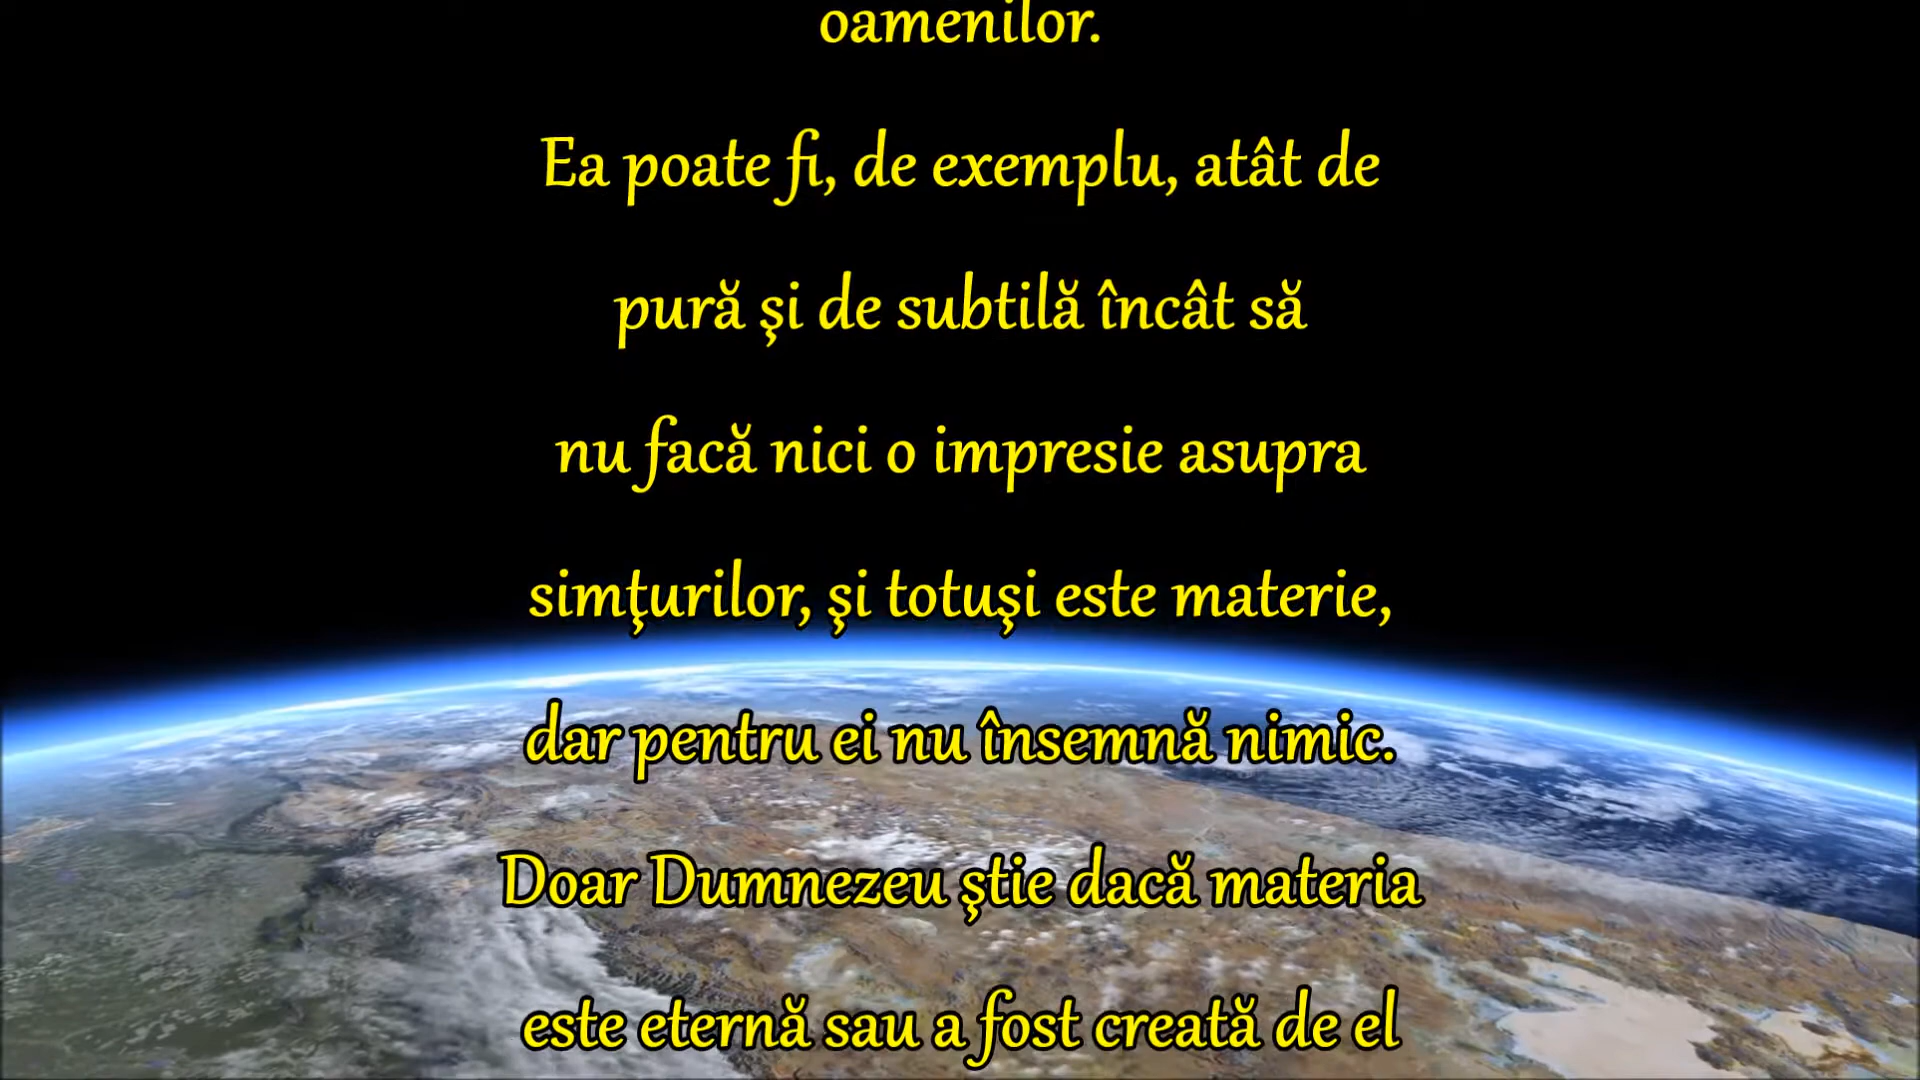 oamenilor.
Ea poate fi, de exemplu, atât de
pură şi de subtilă încât să
nu facă nici o impresie asupra
simţurilor, şi totuşi este materie,
dar pentru ei nu însemnă nimic.
Doar Dumnezeu ştie dacă materia
este eternă sau a fost creată de el